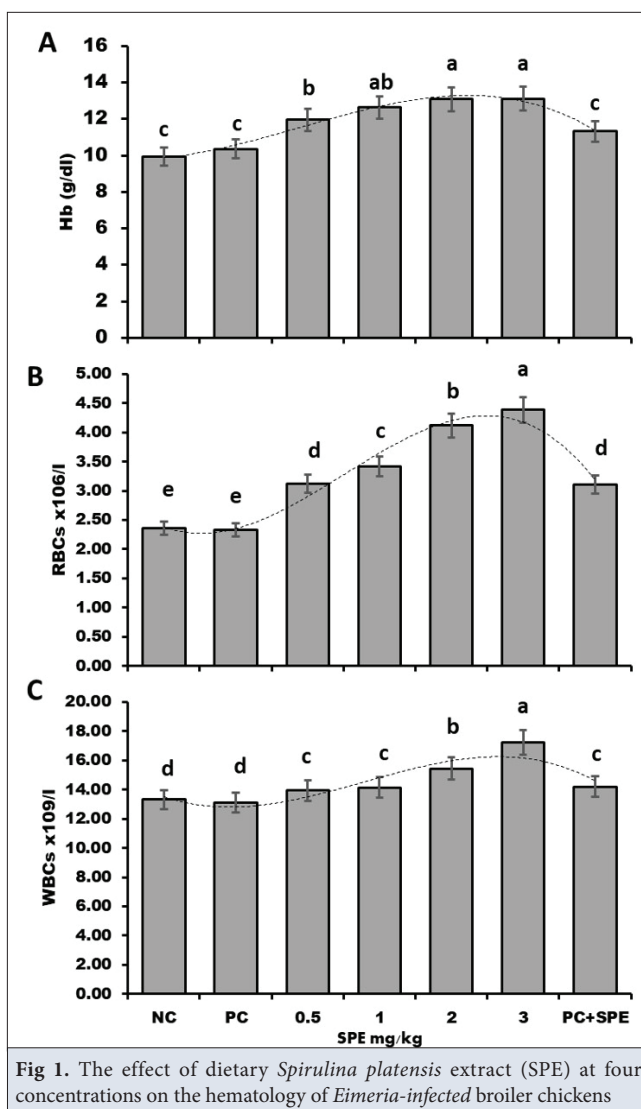 A
Hb (g/dl)
16
14
12
10
8
6
4
2
0
c c b ab a a c
B
RBCs x106/l
5.00
4.50
4.00
3.50
3.00
2.50
2.00
1.50
1.00
0.50
0.00
e e d c b a d
C
WBCs x109/l
20.00
18.00
16.00
14.00
12.00
10.00
8.00
6.00
4.00
2.00
0.00
d d c c b a c
NC PC 0.5 1 2 3 PC+SPE
SPE mg/kg
Fig 1. The effect of dietary Spirulina platensis extract (SPE) at four
concentrations on the hematology of Eimeria-infected broiler chickens